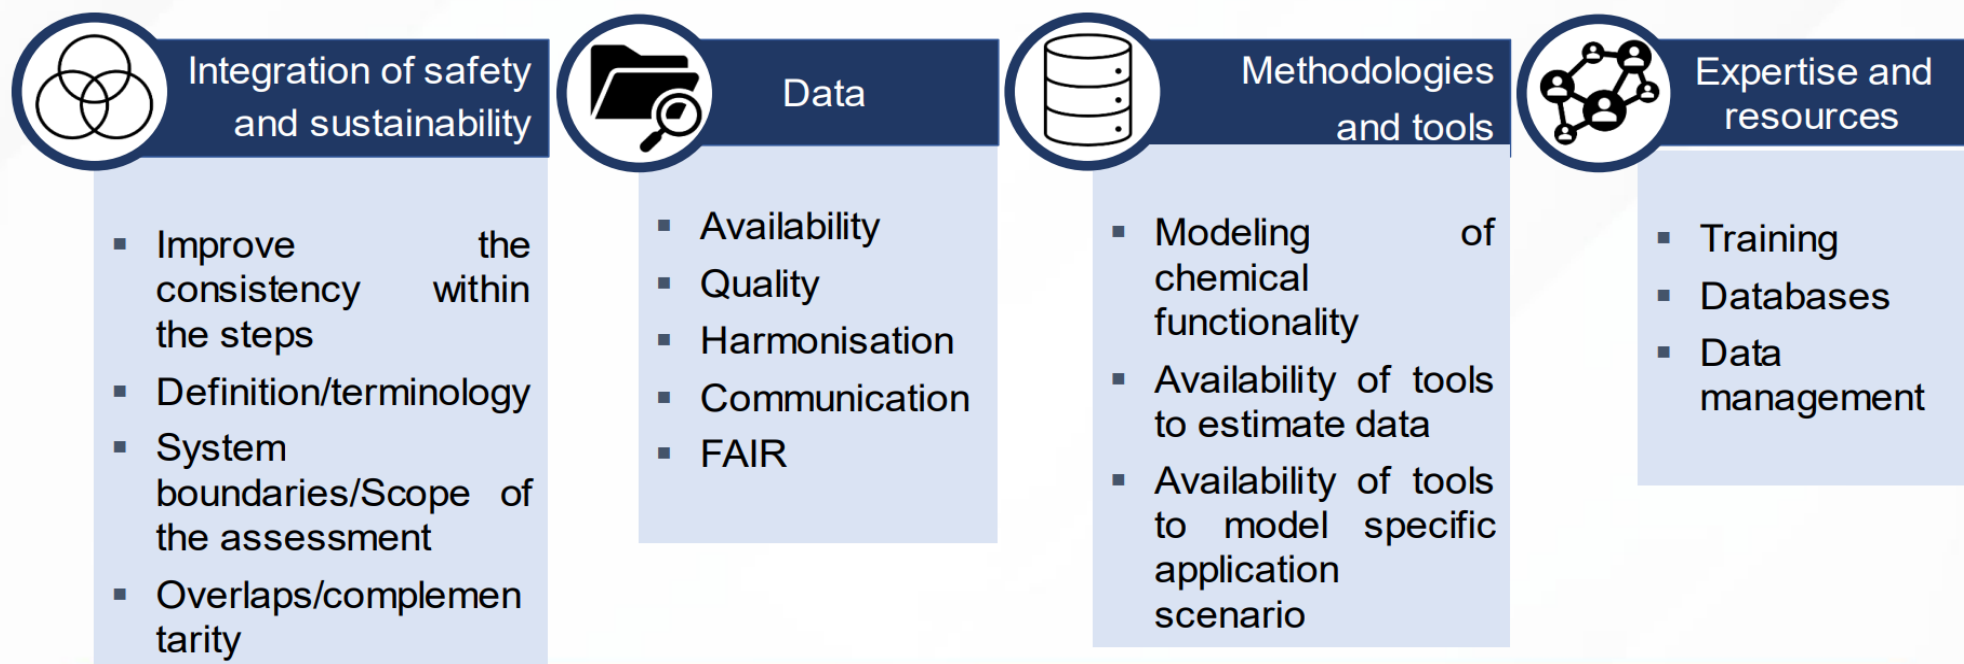 Integration of safety
and sustainability
▪ Improve the
consistency within
the steps
▪ Definition/terminology
▪ System
boundaries/Scope of
the assessment
▪ Overlaps/complemen
tarity
Data
▪ Availability
▪ Quality
▪ Harmonisation
▪ Communication
▪ FAIR
Methodologies
and tools
▪ Modeling of
chemical
functionality
▪ Availability of tools
to estimate data
▪ Availability of tools
to model specific
application
scenario
Expertise and
resources
▪ Training
▪ Databases
▪ Data
management